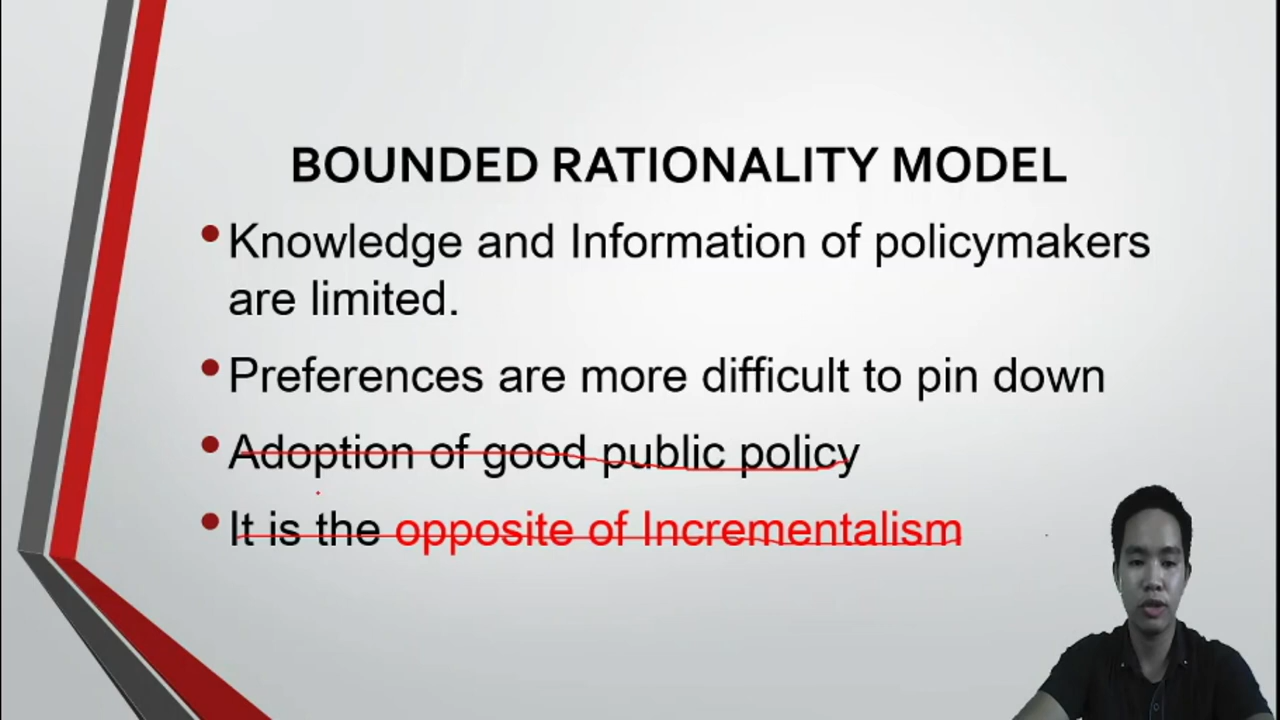 BOUNDED RATIONALITY MODEL
• Knowledge and Information of policymakers
are limited.
• Preferences are more difficult to pin down
• Adoption of good public policy
• It is the opposite of Incrementalism